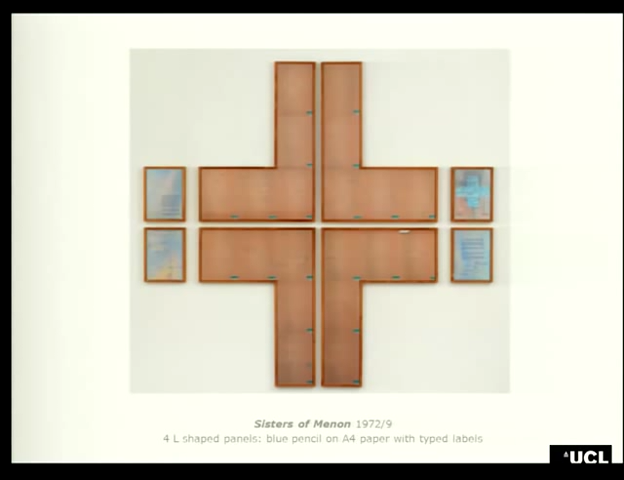 Sisters of Menon 1972/9
4 L shaped panels: blue pencil on A4 paper with typed labels
UCL